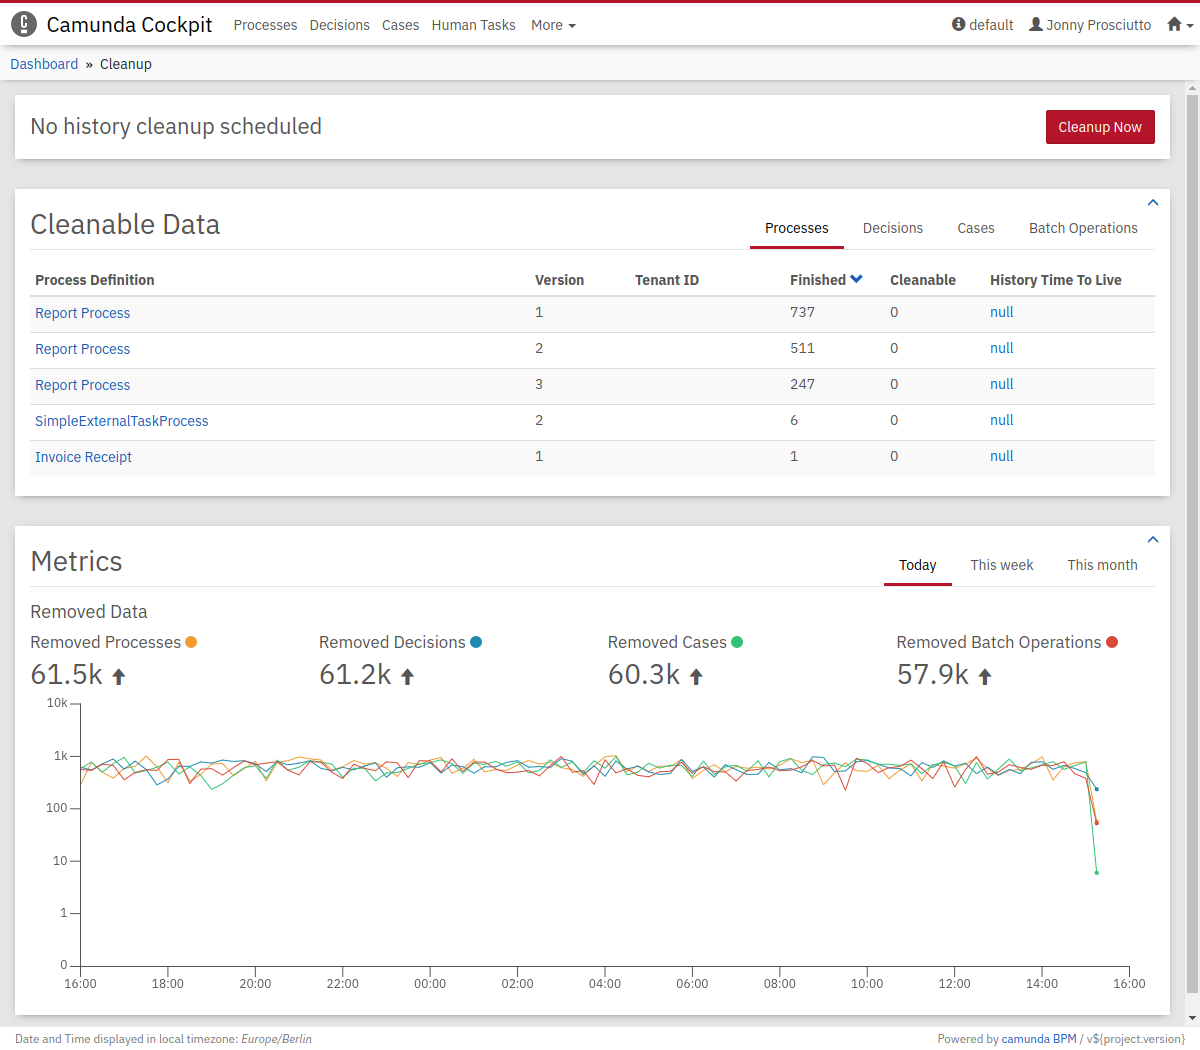 Camunda Cockpit Processes Decisions Cases Human Tasks More default Jonny Prosciutto
Dashboard » Cleanup
No history cleanup scheduled Cleanup Now
Cleanable Data Processes Decisions Cases Batch Operations
Process Definition Version Tenant ID Finished Cleanable History Time To Live
Report Process 1 737 0 null
Report Process 2 511 0 null
Report Process 3 247 0 null
SimpleExternalTaskProcess 2 6 0 null
Invoice Receipt 1 1 0 null
Metrics Today This week This month
Removed Data
Removed Processes Removed Decisions Removed Cases Removed Batch Operations
61.5k 61.2k 60.3k 57.9k
10k
1k
100
10
1
0
16:00 18:00 20:00 22:00 00:00 02:00 04:00 06:00 08:00 10:00 12:00 14:00 16:00
Date and Time displayed in local timezone: Europe/Berlin Powered by camunda BPM / v${project.version}